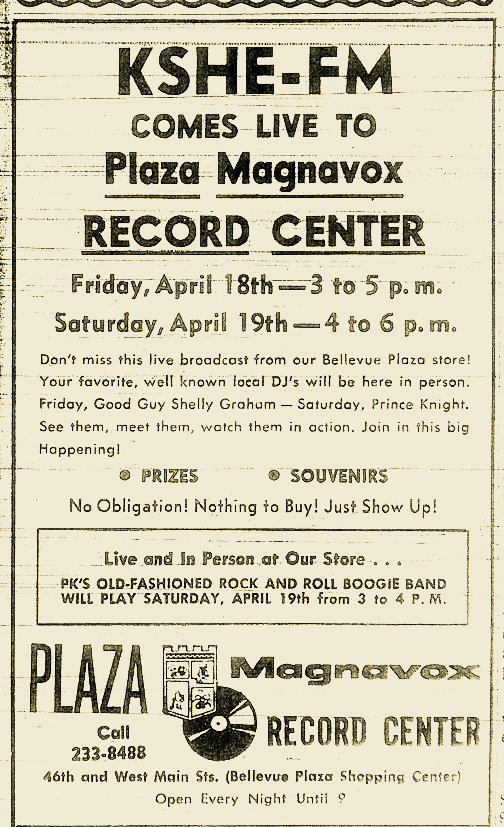 KSHE-FM
COMES LIVE TO
Plaza Magnavox
RECORD CENTER
Friday, April 18th—3 to 5 p. m.
Saturday, April 19th—4 to 6 p. m.
Don't miss this live broadcast from our Bellevue Plaza store!
Your favorite, well known local DJ's will be here in person.
Friday, Good Guy Shelly Graham — Saturday, Prince Knight.
See them, meet them, watch them in action. Join in this big
Happening!
● PRIZES ● SOUVENIRS
No Obligation! Nothing to Buy! Just Show Up!
Live and In Person at Our Store . . .
PK'S OLD-FASHIONED ROCK AND ROLL BOOGIE BAND
WILL PLAY SATURDAY, APRIL 19th from 3 to 4 P. M.
PLAZA Magnavox
RECORD CENTER
Call
233-8488
46th and West Main Sts. (Bellevue Plaza Shopping Center)
Open Every Night Until 9